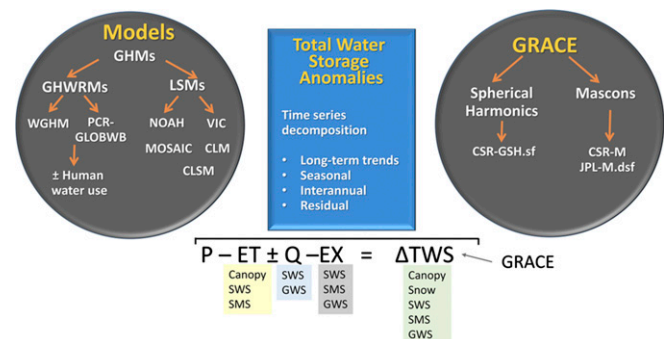 Models
GHMs
GHWRMs LSMs
WGHM PCR-
GLOBWB
± Human
water use
NOAH VIC
MOSAIC CLM
CLSM
Total Water
Storage
Anomalies
Time series
decomposition
• Long-term trends
• Seasonal
• Interannual
• Residual
GRACE
Spherical
Harmonics
Mascons
CSR-GSH.sf
CSR-M
JPL-M.dsf
P – ET ± Q –EX = ΔTWS
GRACE
Canopy
SWS
SMS
SWS
GWS
SWS
SMS
GWS
Canopy
Snow
SWS
SMS
GWS